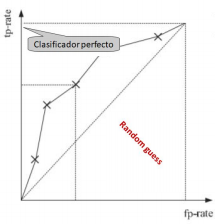 tp-rate
Clasificador perfecto
Random guess
fp-rate